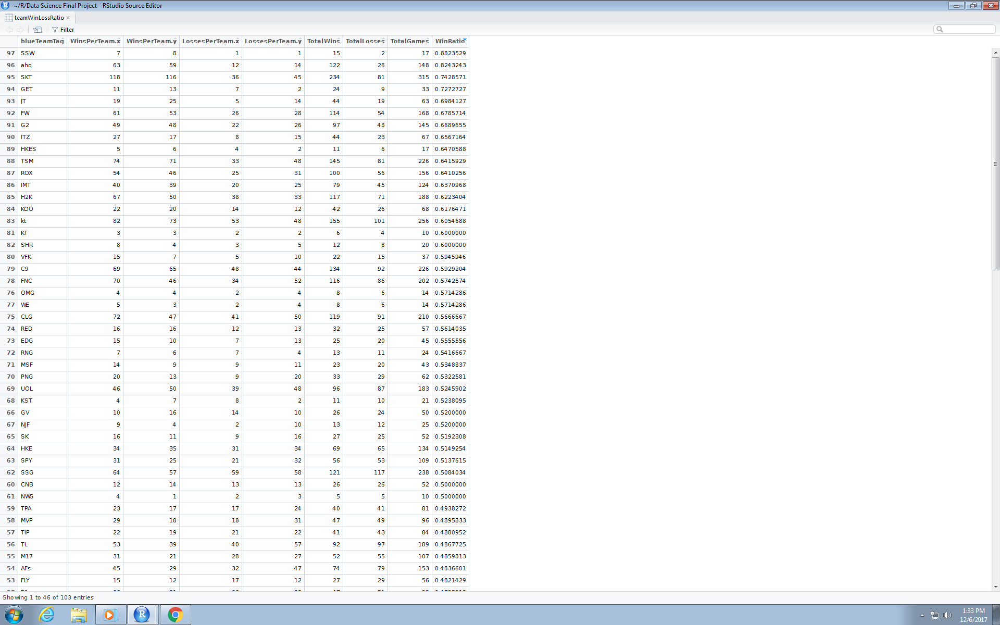 ~/R/Data Science Final Project - RStudio Source Editor
teamWinLossRatio
Filter
blueTeamTag WinsPerTeam.x WinsPerTeam.y LossesPerTeam.x LossesPerTeam.y TotalWins TotalLosses TotalGames WinRatio
97 SSW 7 8 1 1 15 2 17 0.8823529
96 ahq 63 59 12 14 122 26 148 0.8243243
95 SKT 118 116 36 45 234 81 315 0.7428571
94 GET 11 13 7 2 24 9 33 0.7272727
93 JT 19 25 5 14 44 19 63 0.6984127
92 FW 61 53 26 28 114 54 168 0.6785714
91 G2 49 48 22 26 97 48 145 0.6689655
90 ITZ 27 17 8 15 44 23 67 0.6567164
89 HKES 5 6 4 2 11 6 17 0.6470588
88 TSM 74 71 33 48 145 81 226 0.6415929
87 ROX 54 46 25 31 100 56 156 0.6410256
86 IMT 40 39 20 25 79 45 124 0.6370968
85 H2K 67 50 38 33 117 71 188 0.6223404
84 KOO 22 20 14 12 42 26 68 0.6176471
83 kt 82 73 53 48 155 101 256 0.6054688
81 KT 3 3 2 2 6 4 10 0.6000000
82 SHR 8 4 3 5 12 8 20 0.6000000
80 VFK 15 7 5 10 22 15 37 0.5945946
79 C9 69 65 48 44 134 92 226 0.5929204
78 FNC 70 46 34 52 116 86 202 0.5742574
76 OMG 4 4 2 4 8 6 14 0.5714286
77 WE 5 3 2 4 8 6 14 0.5714286
75 CLG 72 47 41 50 119 91 210 0.5666667
74 RED 16 16 12 13 32 25 57 0.5614035
73 EDG 15 10 7 13 25 20 45 0.5555556
72 RNG 7 6 7 4 13 11 24 0.5416667
71 MSF 14 9 9 11 23 20 43 0.5348837
70 PNG 20 13 9 20 33 29 62 0.5322581
69 UOL 46 50 39 48 96 87 183 0.5245902
68 KST 4 7 8 2 11 10 21 0.5238095
66 GV 10 16 14 10 26 24 50 0.5200000
67 NJF 9 4 2 10 13 12 25 0.5200000
65 SK 16 11 9 16 27 25 52 0.5192308
64 HKE 34 35 31 34 69 65 134 0.5149254
63 SPY 31 25 21 32 56 53 109 0.5137615
62 SSG 64 57 59 58 121 117 238 0.5084034
60 CNB 12 14 13 13 26 26 52 0.5000000
61 NWS 4 1 2 3 5 5 10 0.5000000
59 TPA 23 17 17 24 40 41 81 0.4938272
58 MVP 29 18 18 31 47 49 96 0.4895833
57 TIP 22 19 21 22 41 43 84 0.4880952
56 TL 53 39 40 57 92 97 189 0.4867725
55 M17 31 21 28 27 52 55 107 0.4859813
54 AFs 45 29 32 47 74 79 153 0.4836601
53 FLY 15 12 17 12 27 29 56 0.4821429
Showing 1 to 46 of 103 entries
1:33 PM
12/6/2017